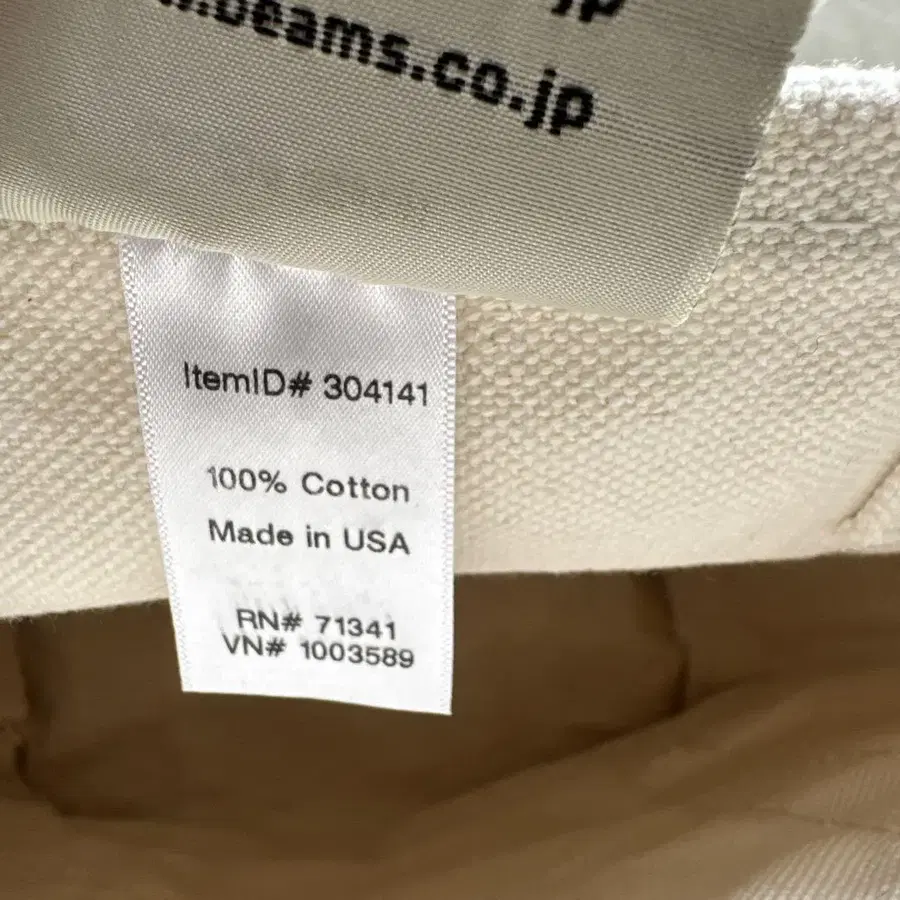 .jp
.beams.co.jp
ItemID# 304141
100% Cotton
Made in USA
RN# 71341
VN# 1003589